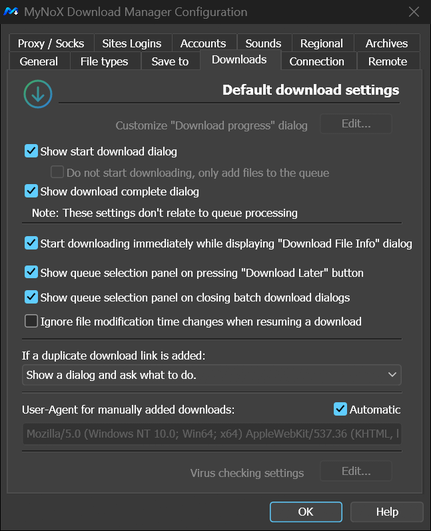 MyNoX Download Manager Configuration
Proxy / Socks Sites Logins Accounts Sounds Regional Archives
General File types Save to Downloads Connection Remote
Default download settings
Customize "Download progress" dialog Edit...
Show start download dialog
Do not start downloading, only add files to the queue
Show download complete dialog
Note: These settings don't relate to queue processing
Start downloading immediately while displaying "Download File Info" dialog
Show queue selection panel on pressing "Download Later" button
Show queue selection panel on closing batch download dialogs
Ignore file modification time changes when resuming a download
If a duplicate download link is added:
Show a dialog and ask what to do.
User-Agent for manually added downloads: Automatic
Mozilla/5.0 (Windows NT 10.0; Win64; x64) AppleWebKit/537.36 (KHTML, l
Virus checking settings Edit...
OK Help